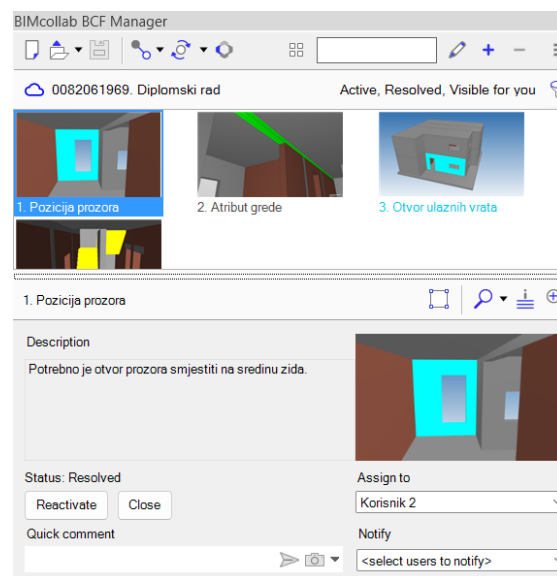 BIMcollab BCF Manager
0082061969. Diplomski rad
Active, Resolved, Visible for you
1. Pozicija prozora
2. Atribut grede
3. Otvor ulaznih vrata
1. Pozicija prozora
Description
Potrebno je otvor prozora smjestiti na sredinu zida.
Status: Resolved
Assign to
Reactivate
Close
Korisnik 2
Quick comment
Notify
<select users to notify>